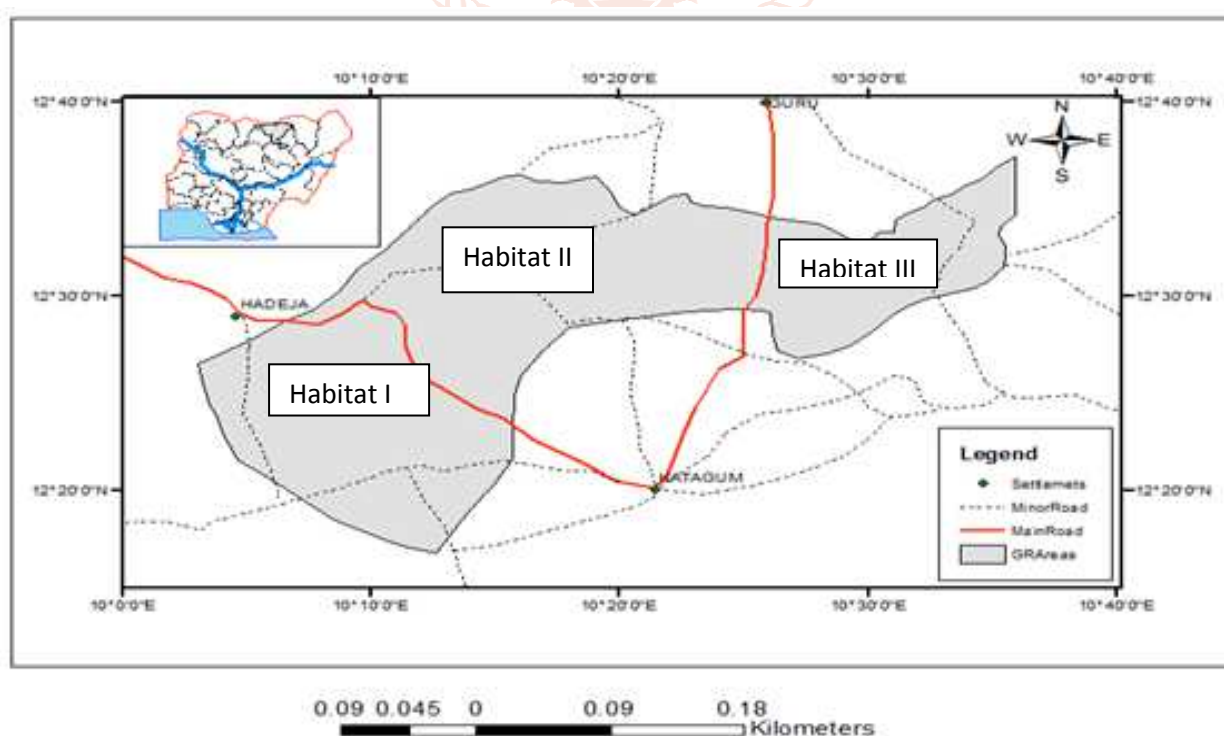 10°10'0"E 10°20'0"E 10°30'0"E 10°40'0"E
12°40'0"N 12°40'0"N
GURU
N
W E
S
Habitat II
Habitat III
12°30'0"N 12°30'0"N
HADEJA
Habitat I
KATAGUM
12°20'0"N 12°20'0"N
Legend
Settlemets
MinorRoad
MainRoad
GRAreas
10°0'0"E 10°10'0"E 10°20'0"E 10°30'0"E 10°40'0"E
0.09 0.045 0 0.09 0.18
Kilometers